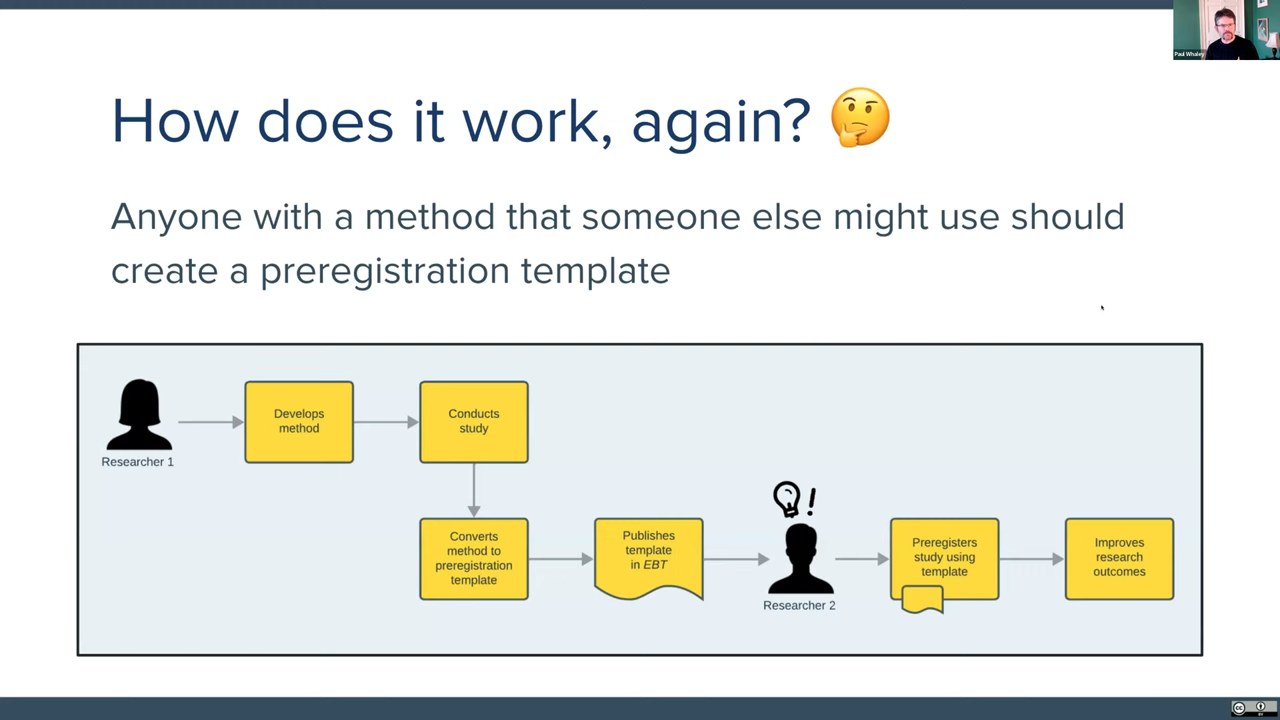 Paul Whaley
How does it work, again? 🤔
Anyone with a method that someone else might use should
create a preregistration template
Researcher 1
Develops
method
Conducts
study
Converts
method to
preregistration
template
Publishes
template
in EBT
!
Researcher 2
Preregisters
study using
template
Improves
research
outcomes
cc
BY